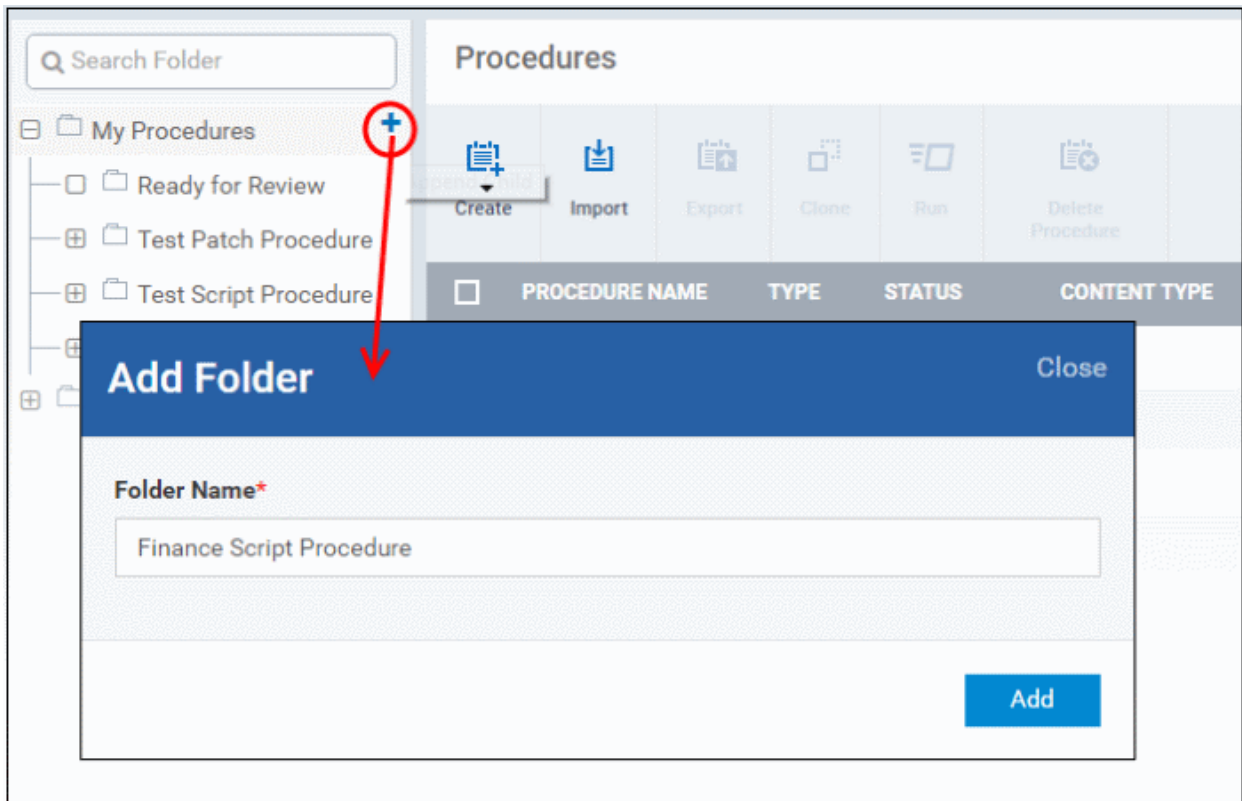 Search Folder
Procedures
My Procedures
Ready for Review
Test Patch Procedure
Test Script Procedure
Create
Import
Export
Clone
Run
Delete
Procedure
PROCEDURE NAME
TYPE
STATUS
CONTENT TYPE
Add Folder
Close
Folder Name*
Finance Script Procedure
Add